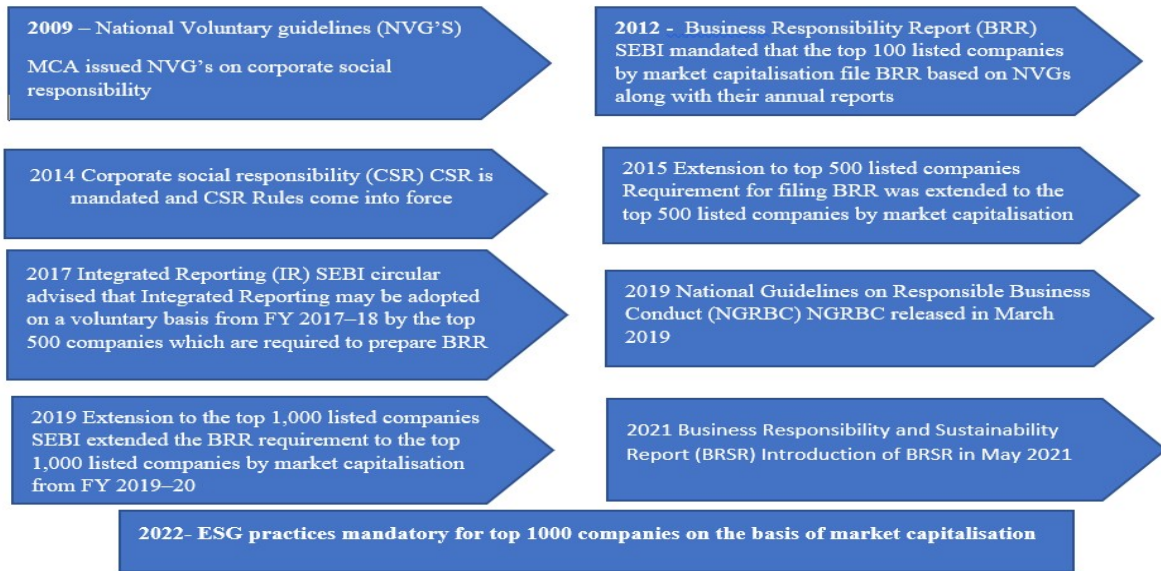 2009 – National Voluntary guidelines (NVG’S)
MCA issued NVG’s on corporate social
responsibility
2012 - Business Responsibility Report (BRR)
SEBI mandated that the top 100 listed companies
by market capitalisation file BRR based on NVGs
along with their annual reports
2014 Corporate social responsibility (CSR) CSR is
mandated and CSR Rules come into force
2015 Extension to top 500 listed companies
Requirement for filing BRR was extended to the
top 500 listed companies by market capitalisation
2017 Integrated Reporting (IR) SEBI circular
advised that Integrated Reporting may be adopted
on a voluntary basis from FY 2017–18 by the top
500 companies which are required to prepare BRR
2019 National Guidelines on Responsible Business
Conduct (NGRBC) NGRBC released in March
2019
2019 Extension to the top 1,000 listed companies
SEBI extended the BRR requirement to the top
1,000 listed companies by market capitalisation
from FY 2019–20
2021 Business Responsibility and Sustainability
Report (BRSR) Introduction of BRSR in May 2021
2022- ESG practices mandatory for top 1000 companies on the basis of market capitalisation